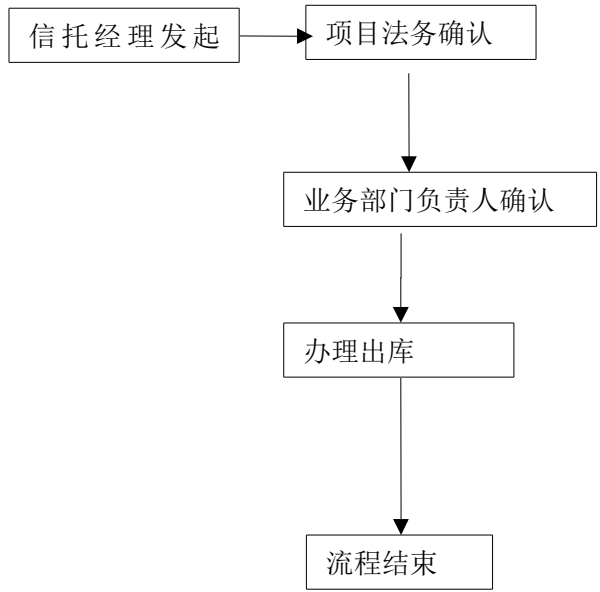 信托经理发起
项目法务确认
业务部门负责人确认
办理出库
流程结束